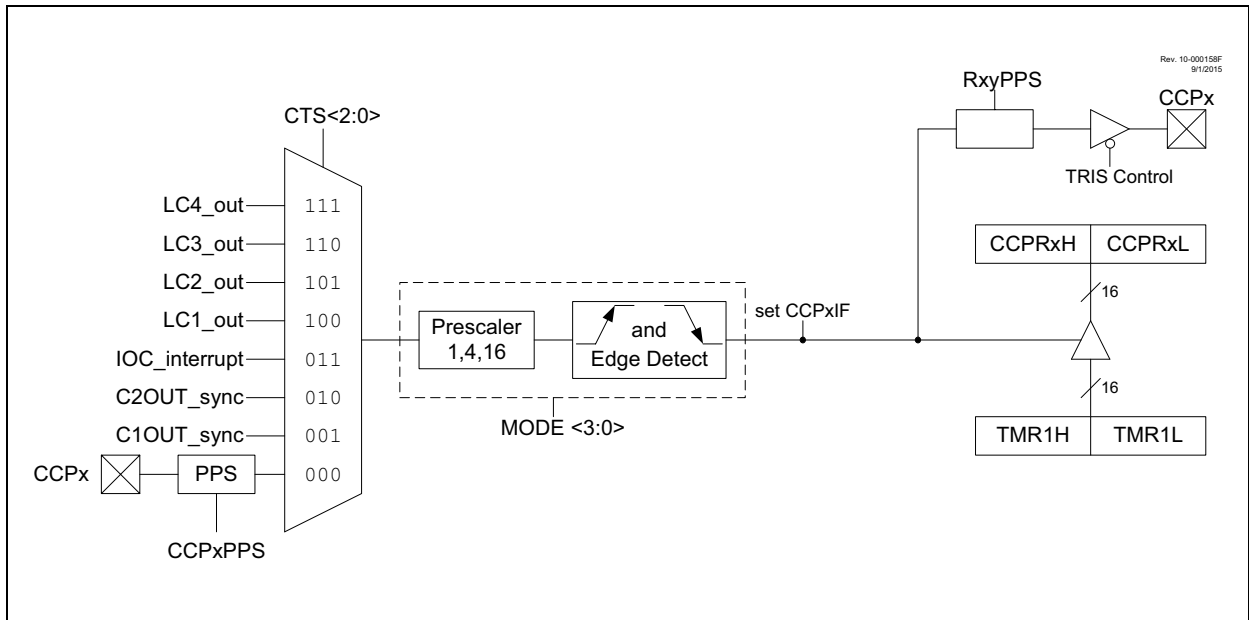 Rev. 10-000158F
9/1/2015
RxyPPS
CCPx
CTS<2:0>
TRIS Control
LC4_out 111
LC3_out 110
CCPRxH CCPRxL
LC2_out 101
16
LC1_out 100
set CCPxIF
Prescaler
1,4,16
and
Edge Detect
IOC_interrupt 011
16
C2OUT_sync 010
MODE <3:0>
C1OUT_sync 001
TMR1H TMR1L
CCPx PPS 000
CCPxPPS